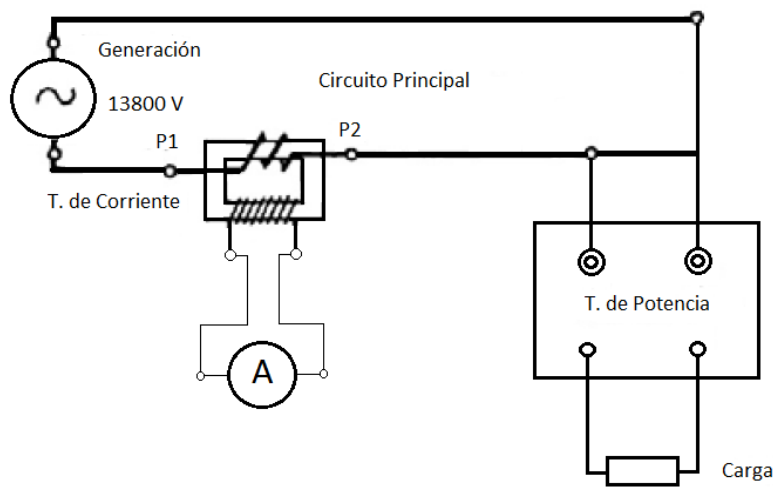 Generación
Circuito Principal
13800 V
P1
P2
T. de Corriente
T. de Potencia
A
Carga